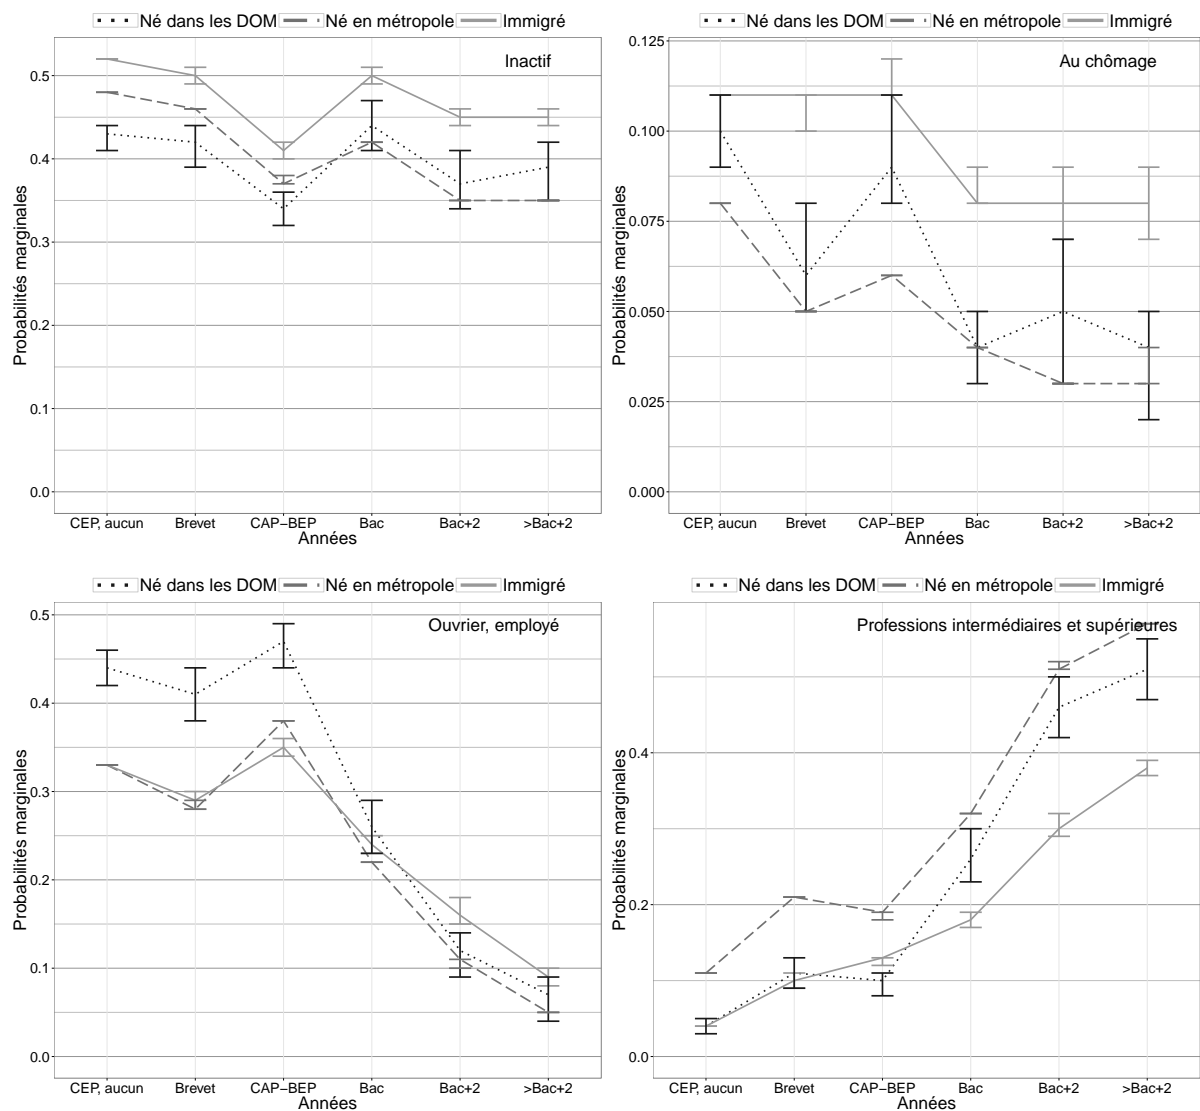 Né dans les DOM Né en métropole Immigré
Inactif
Probabilités marginales
0.5
0.4
0.3
0.2
0.1
0.0
CEP, aucun Brevet CAP−BEP Bac Bac+2 >Bac+2
Années
Né dans les DOM Né en métropole Immigré
Au chômage
Probabilités marginales
0.125
0.100
0.075
0.050
0.025
0.000
CEP, aucun Brevet CAP−BEP Bac Bac+2 >Bac+2
Années
Né dans les DOM Né en métropole Immigré
Ouvrier, employé
Probabilités marginales
0.5
0.4
0.3
0.2
0.1
0.0
CEP, aucun Brevet CAP−BEP Bac Bac+2 >Bac+2
Années
Né dans les DOM Né en métropole Immigré
Professions intermédiaires et supérieures
Probabilités marginales
0.4
0.2
0.0
CEP, aucun Brevet CAP−BEP Bac Bac+2 >Bac+2
Années